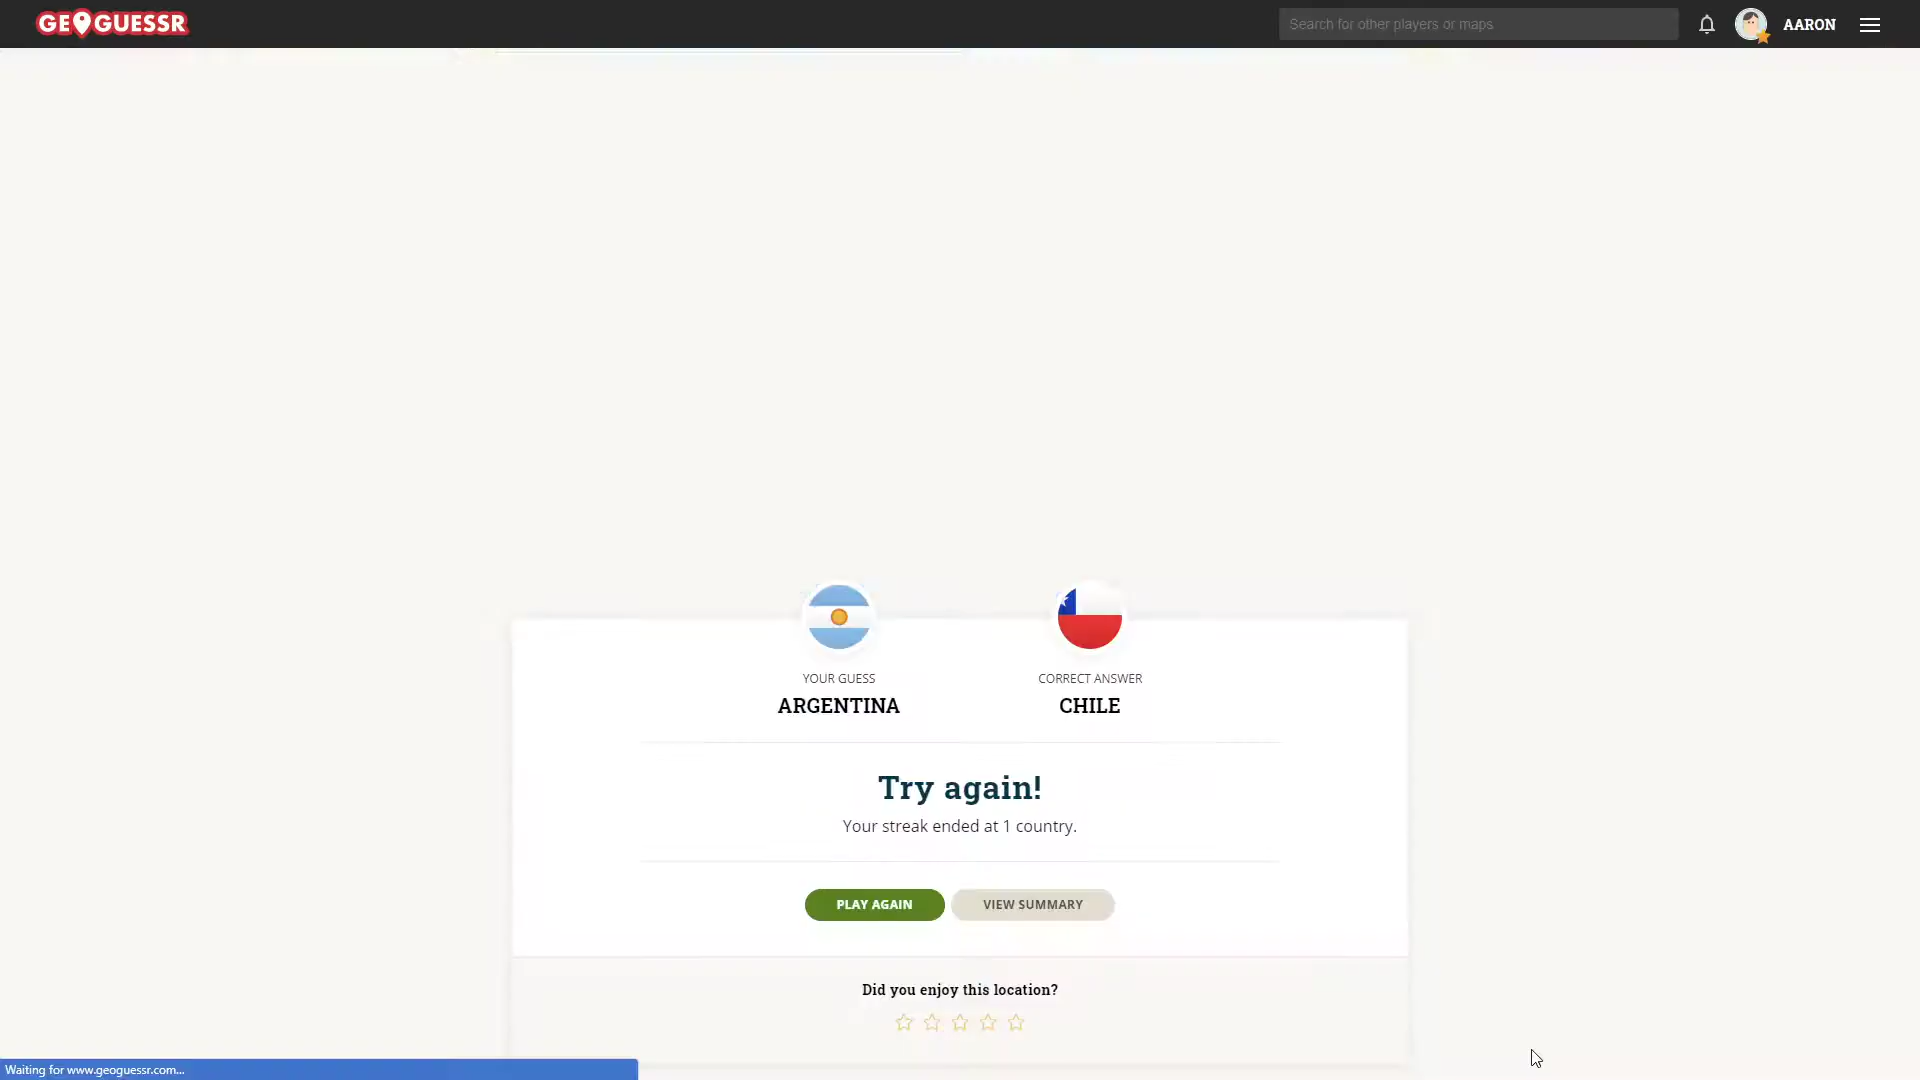 GEOGUESSR
Search for other players or maps
AARON
YOUR GUESS
ARGENTINA
CORRECT ANSWER
CHILE
Try again!
Your streak ended at 1 country.
PLAY AGAIN
VIEW SUMMARY
Did you enjoy this location?
Waiting for www.geoguessr.com...